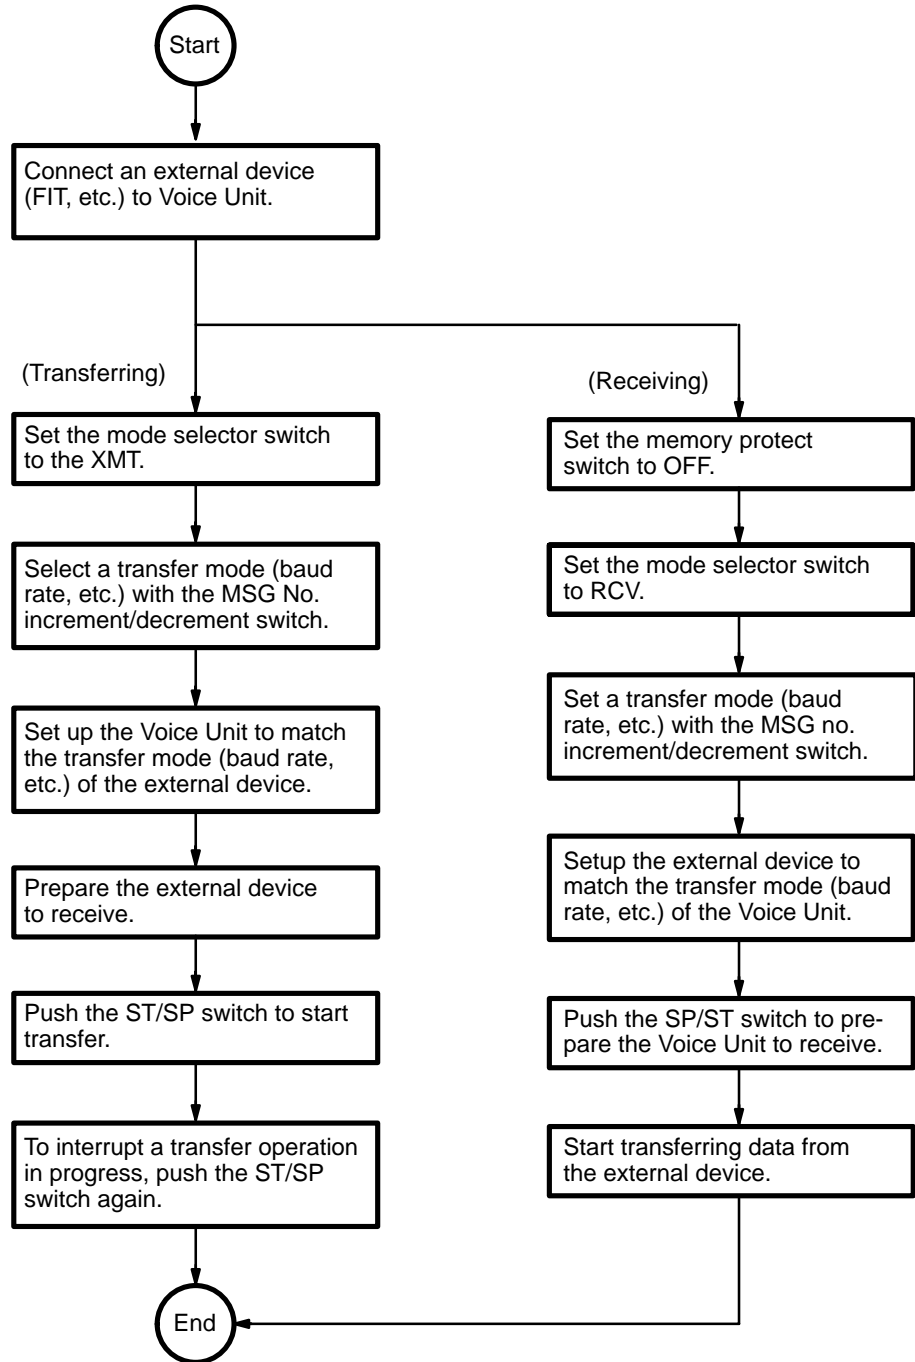 Start
Connect an external device
(FIT, etc.) to Voice Unit.
(Transferring)
Set the mode selector switch
to the XMT.
Select a transfer mode (baud
rate, etc.) with the MSG No.
increment/decrement switch.
Set up the Voice Unit to match
the transfer mode (baud rate,
etc.) of the external device.
Prepare the external device
to receive.
Push the ST/SP switch to start
transfer.
To interrupt a transfer operation
in progress, push the ST/SP
switch again.
(Receiving)
Set the memory protect
switch to OFF.
Set the mode selector switch
to RCV.
Set a transfer mode (baud
rate, etc.) with the MSG no.
increment/decrement switch.
Setup the external device to
match the transfer mode (baud
rate, etc.) of the Voice Unit.
Push the SP/ST switch to pre-
pare the Voice Unit to receive.
Start transferring data from
the external device.
End